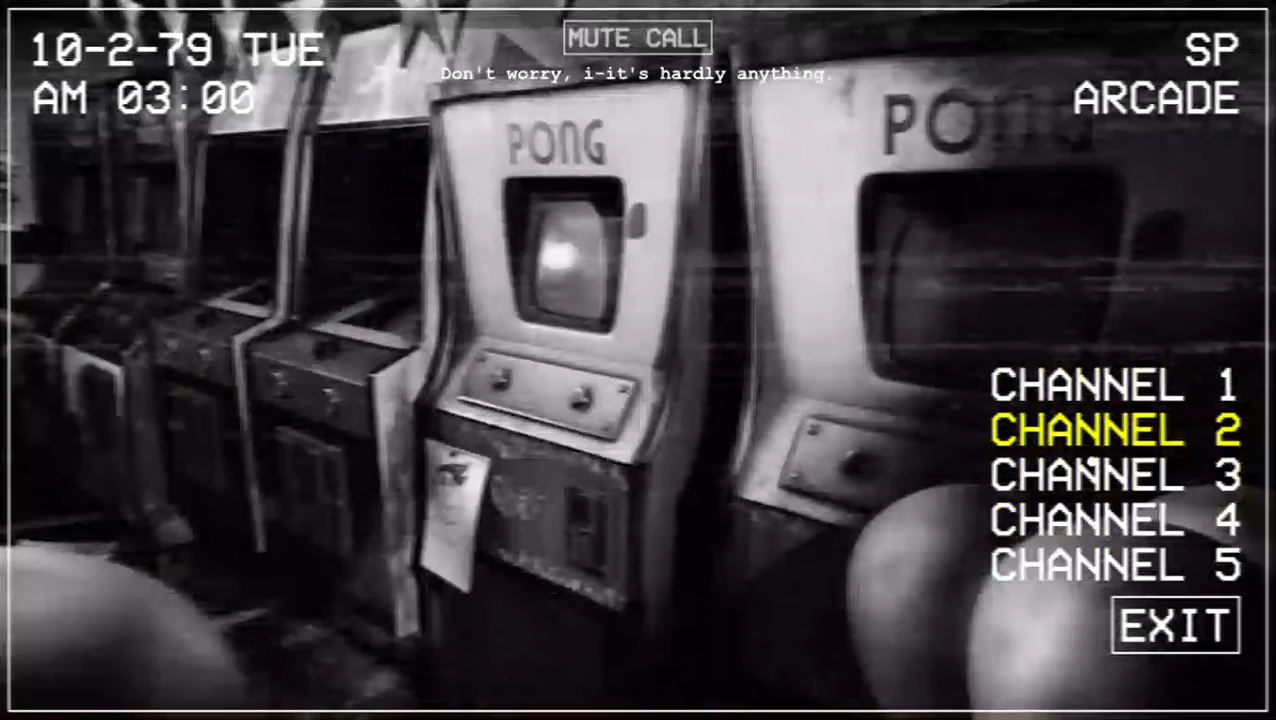 10-2-79 TUE
AM 03:00
MUTE CALL
Don't worry, i-it's hardly anything.
SP
ARCADE
PONG
PONG
CHANNEL 1
CHANNEL 2
CHANNEL 3
CHANNEL 4
CHANNEL 5
EXIT